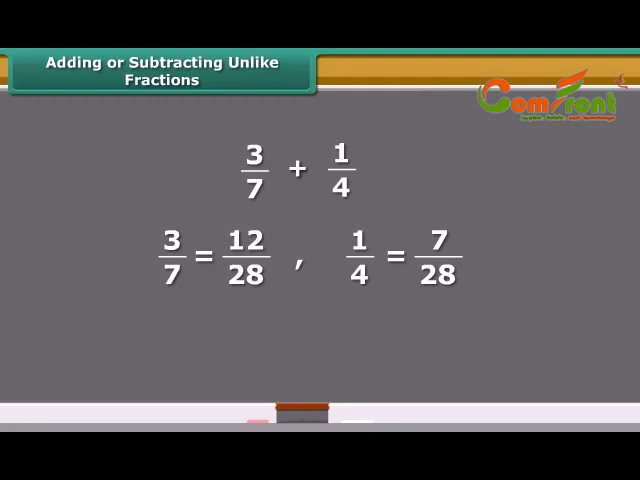 Adding or Subtracting Unlike
Fractions
ComFront
3/7 + 1/4
3/7 = 12/28 , 1/4 = 7/28